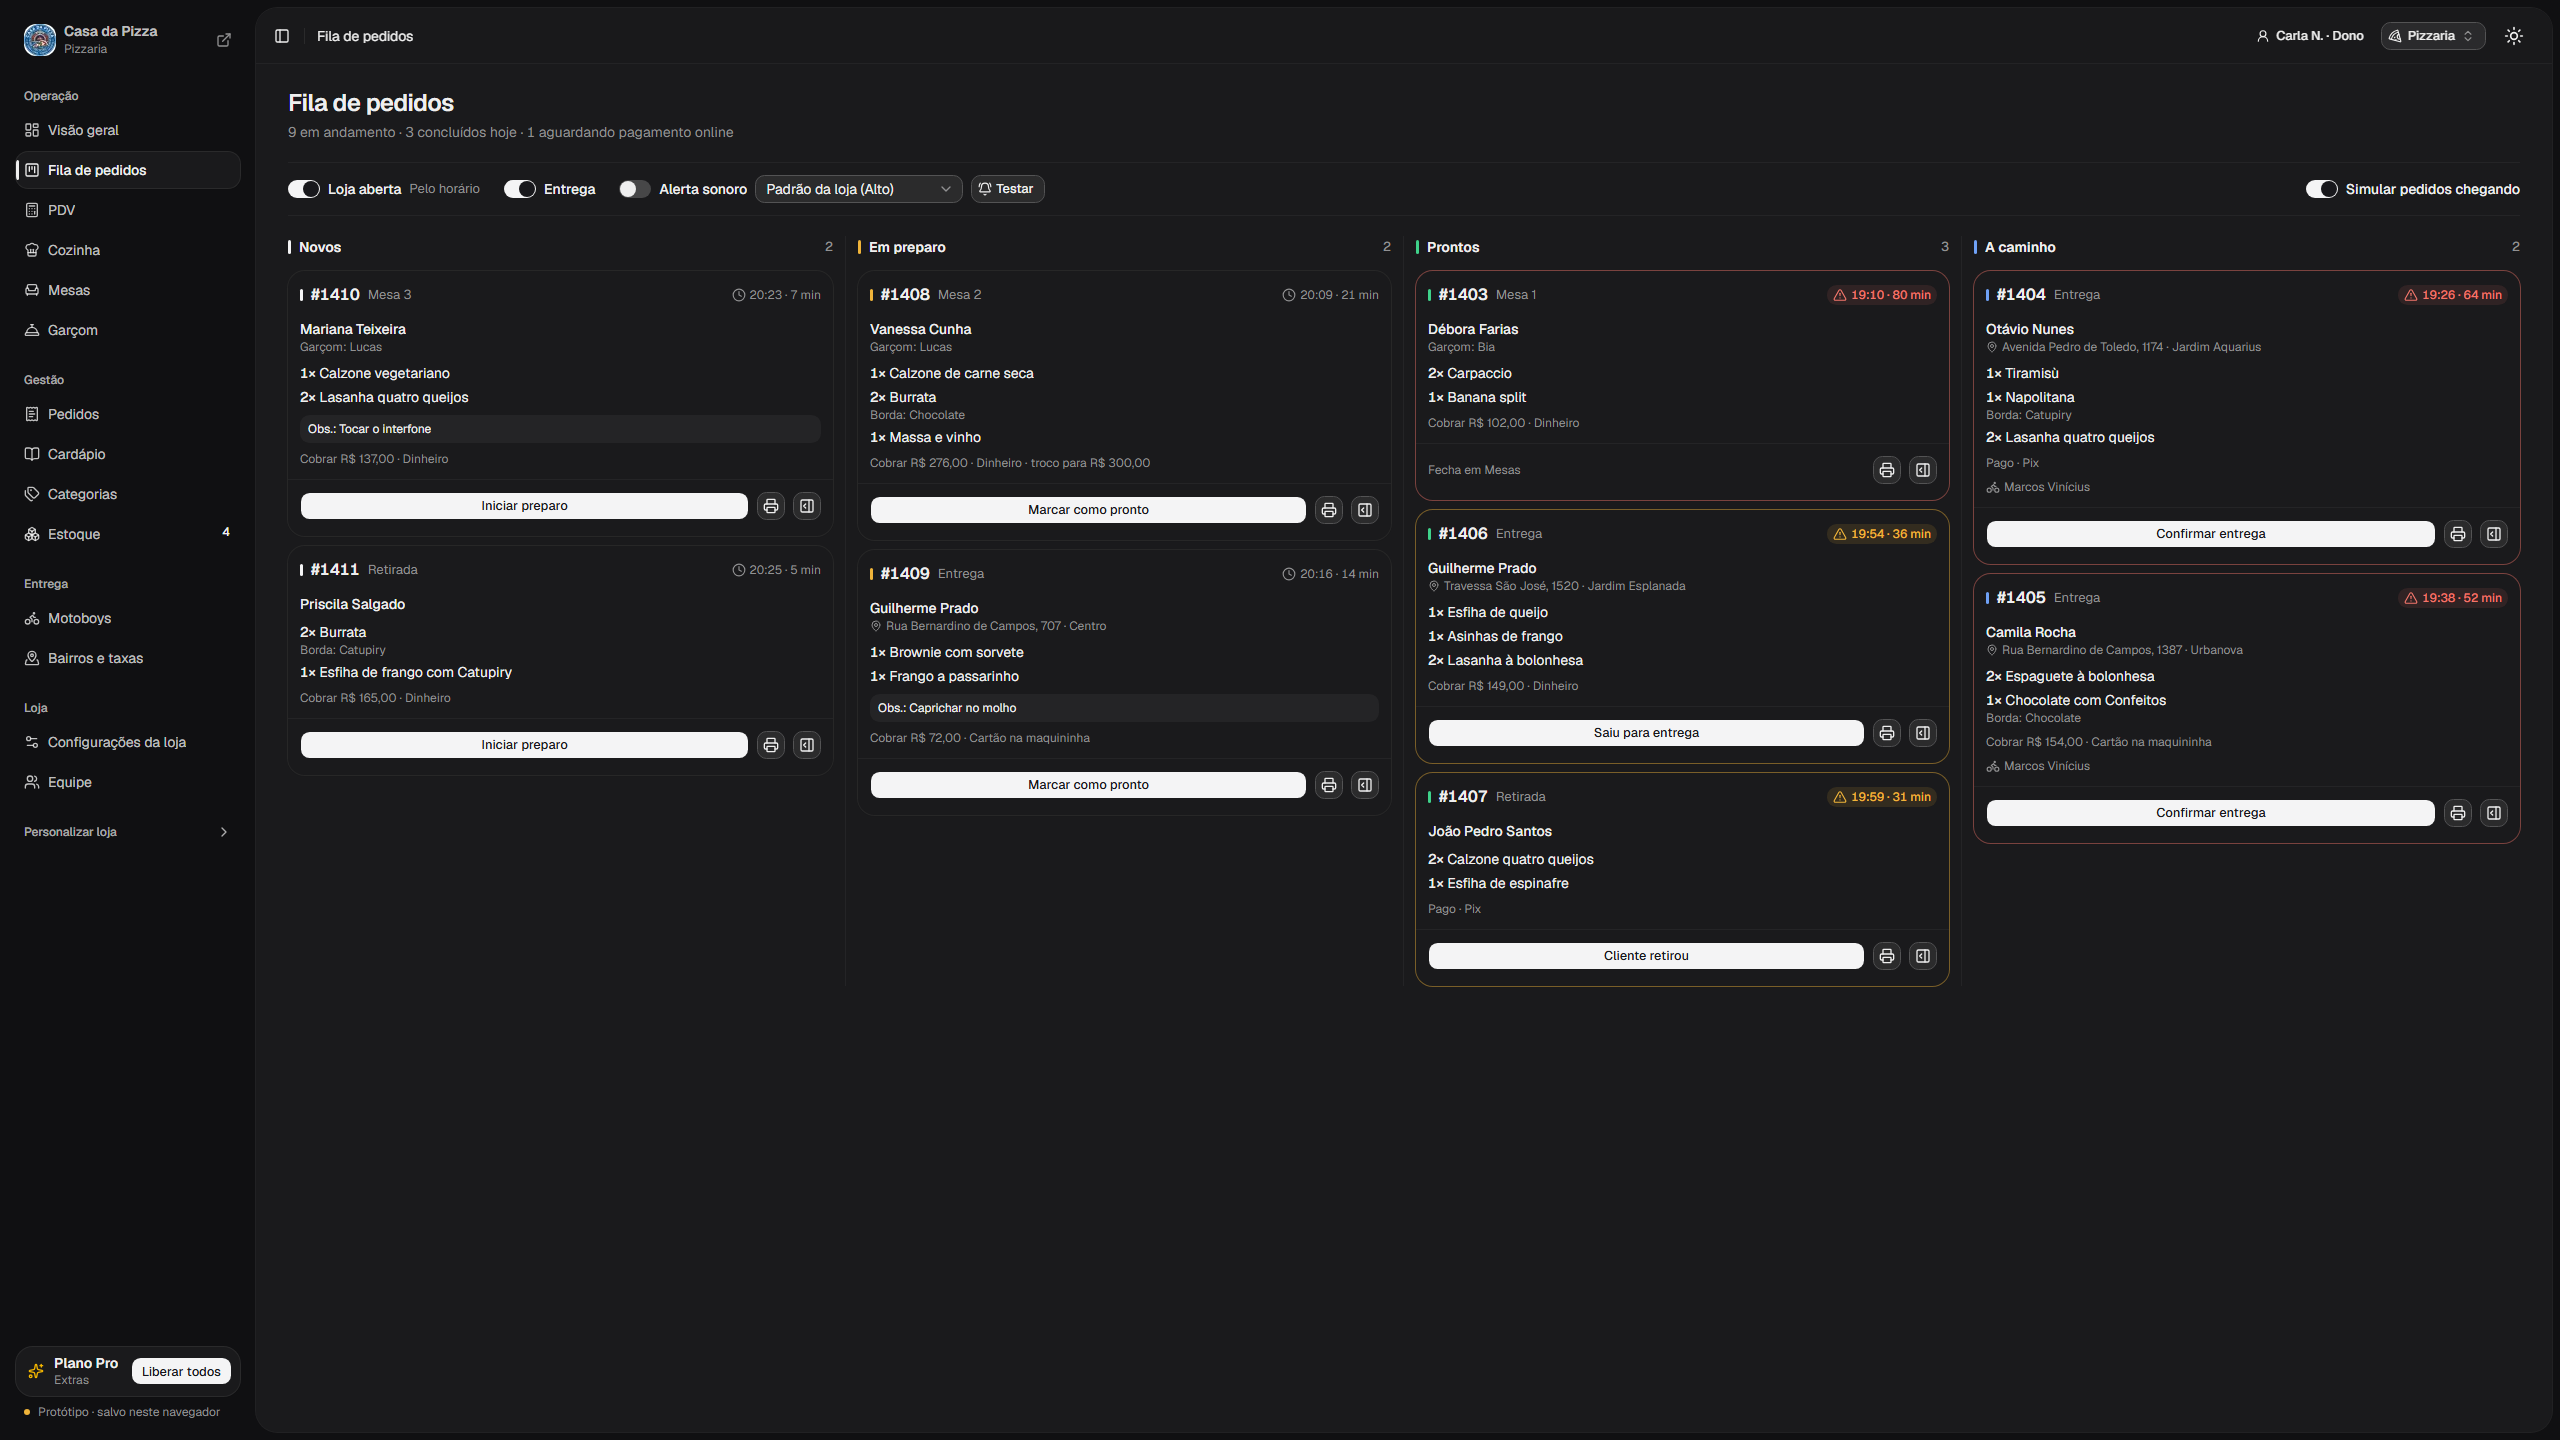 Casa da Pizza
Pizzaria
Operação
Visão geral
Fila de pedidos
PDV
Cozinha
Mesas
Garçom
Gestão
Pedidos
Cardápio
Categorias
Estoque 4
Entrega
Motoboys
Bairros e taxas
Loja
Configurações da loja
Equipe
Personalizar loja
Plano Pro
Extras
Liberar todos
Protótipo · salvo neste navegador
Fila de pedidos
Carla N. · Dono
Pizzaria
Fila de pedidos
9 em andamento · 3 concluídos hoje · 1 aguardando pagamento online
Loja aberta Pelo horário Entrega Alerta sonoro Padrão da loja (Alto) Testar Simular pedidos chegando
Novos 2
#1410 Mesa 3 20:23 · 7 min
Mariana Teixeira
Garçom: Lucas
1× Calzone vegetariano
2× Lasanha quatro queijos
Obs.: Tocar o interfone
Cobrar R$ 137,00 · Dinheiro
Iniciar preparo
#1411 Retirada 20:25 · 5 min
Priscila Salgado
2× Burrata
Borda: Catupiry
1× Esfiha de frango com Catupiry
Cobrar R$ 165,00 · Dinheiro
Iniciar preparo
Em preparo 2
#1408 Mesa 2 20:09 · 21 min
Vanessa Cunha
Garçom: Lucas
1× Calzone de carne seca
2× Burrata
Borda: Chocolate
1× Massa e vinho
Cobrar R$ 276,00 · Dinheiro · troco para R$ 300,00
Marcar como pronto
#1409 Entrega 20:16 · 14 min
Guilherme Prado
Rua Bernardino de Campos, 707 · Centro
1× Brownie com sorvete
1× Frango a passarinho
Obs.: Caprichar no molho
Cobrar R$ 72,00 · Cartão na maquininha
Marcar como pronto
Prontos 3
#1403 Mesa 1 19:10 · 80 min
Débora Farias
Garçom: Bia
2× Carpaccio
1× Banana split
Cobrar R$ 102,00 · Dinheiro
Fecha em Mesas
#1406 Entrega 19:54 · 36 min
Guilherme Prado
Travessa São José, 1520 · Jardim Esplanada
1× Esfiha de queijo
1× Asinhas de frango
2× Lasanha à bolonhesa
Cobrar R$ 149,00 · Dinheiro
Saiu para entrega
#1407 Retirada 19:59 · 31 min
João Pedro Santos
2× Calzone quatro queijos
1× Esfiha de espinafre
Pago · Pix
Cliente retirou
A caminho 2
#1404 Entrega 19:26 · 64 min
Otávio Nunes
Avenida Pedro de Toledo, 1174 · Jardim Aquarius
1× Tiramisù
1× Napolitana
Borda: Catupiry
2× Lasanha quatro queijos
Pago · Pix
Marcos Vinícius
Confirmar entrega
#1405 Entrega 19:38 · 52 min
Camila Rocha
Rua Bernardino de Campos, 1387 · Urbanova
2× Espaguete à bolonhesa
1× Chocolate com Confeitos
Borda: Chocolate
Cobrar R$ 154,00 · Cartão na maquininha
Marcos Vinícius
Confirmar entrega